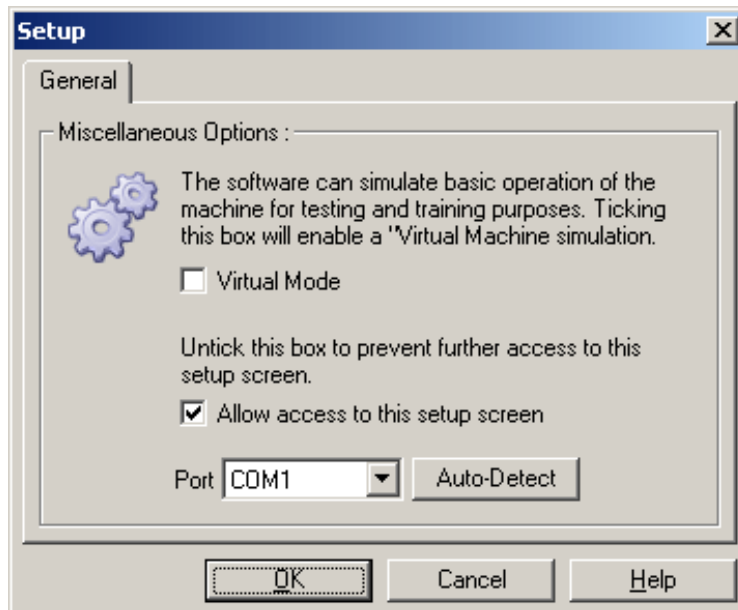 Setup
General
Miscellaneous Options :
The software can simulate basic operation of the
machine for testing and training purposes. Ticking
this box will enable a "Virtual Machine simulation.
Virtual Mode
Untick this box to prevent further access to this
setup screen.
Allow access to this setup screen
Port COM1 Auto-Detect
OK Cancel Help